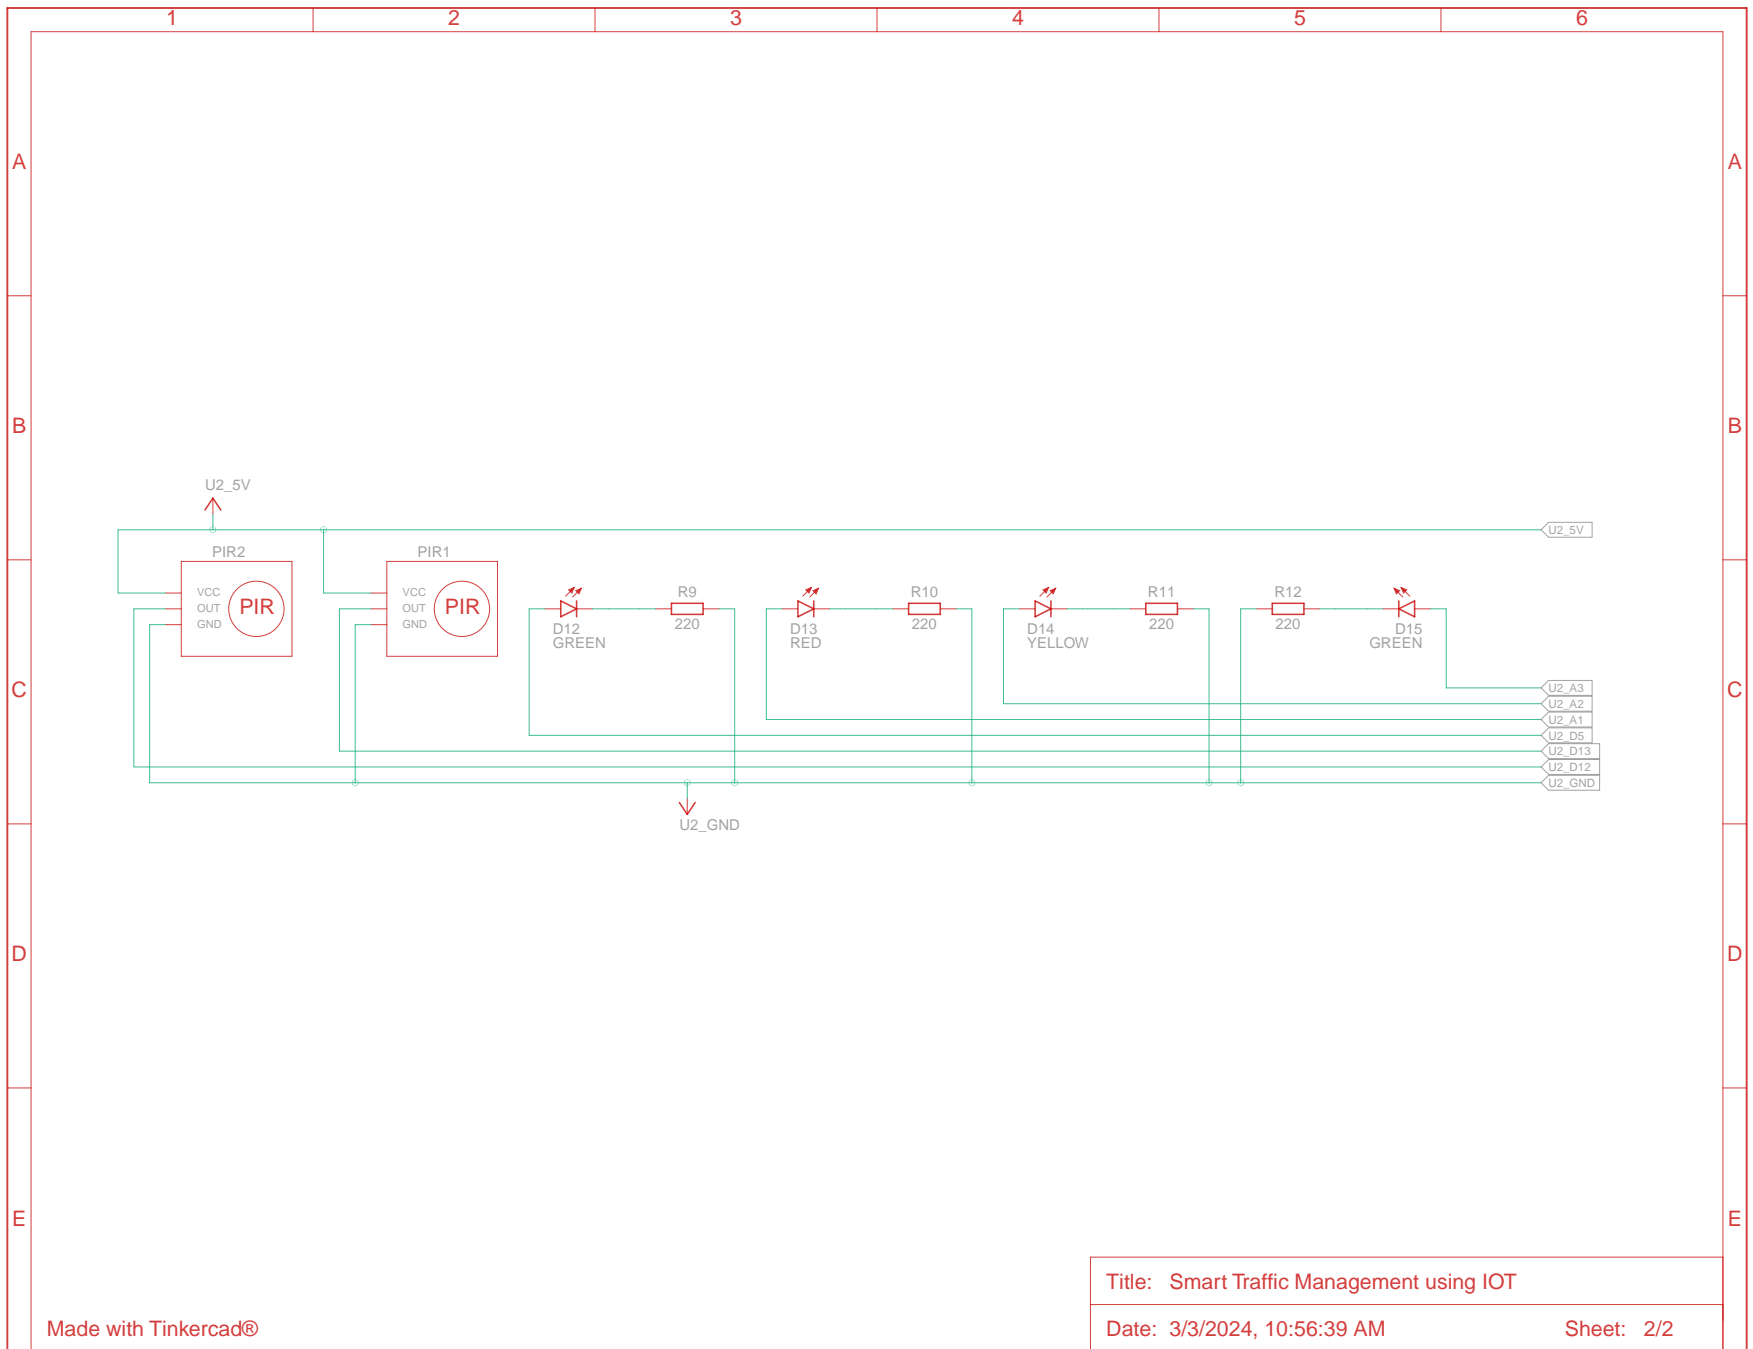 1 2 3 4 5 6
A A
B B
U2_5V
U2_5V
PIR2 PIR1
VCC
OUT
GND
PIR
VCC
OUT
GND
PIR
R9
220
D12
GREEN
R10
220
D13
RED
R11
220
D14
YELLOW
R12
220
D15
GREEN
C C
U2_A3
U2_A2
U2_A1
U2_D5
U2_D13
U2_D12
U2_GND
U2_GND
D D
E E
Title: Smart Traffic Management using IOT
Made with Tinkercad®
Date: 3/3/2024, 10:56:39 AM Sheet: 2/2